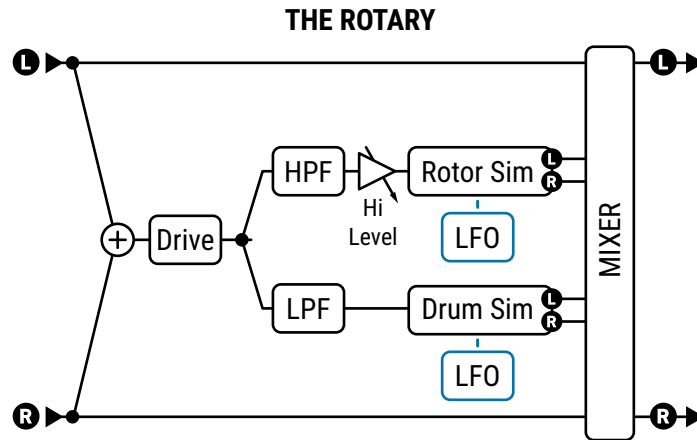 THE ROTARY
L
L
HPF
Rotor Sim
L
R
Hi
Level
LFO
+
Drive
MIXER
LPF
Drum Sim
L
R
LFO
R
R